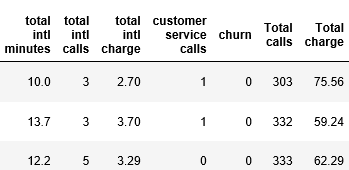 total intl minutes total intl calls total intl charge customer service calls churn Total calls Total charge
10.0 3 2.70 1 0 303 75.56
13.7 3 3.70 1 0 332 59.24
12.2 5 3.29 0 0 333 62.29